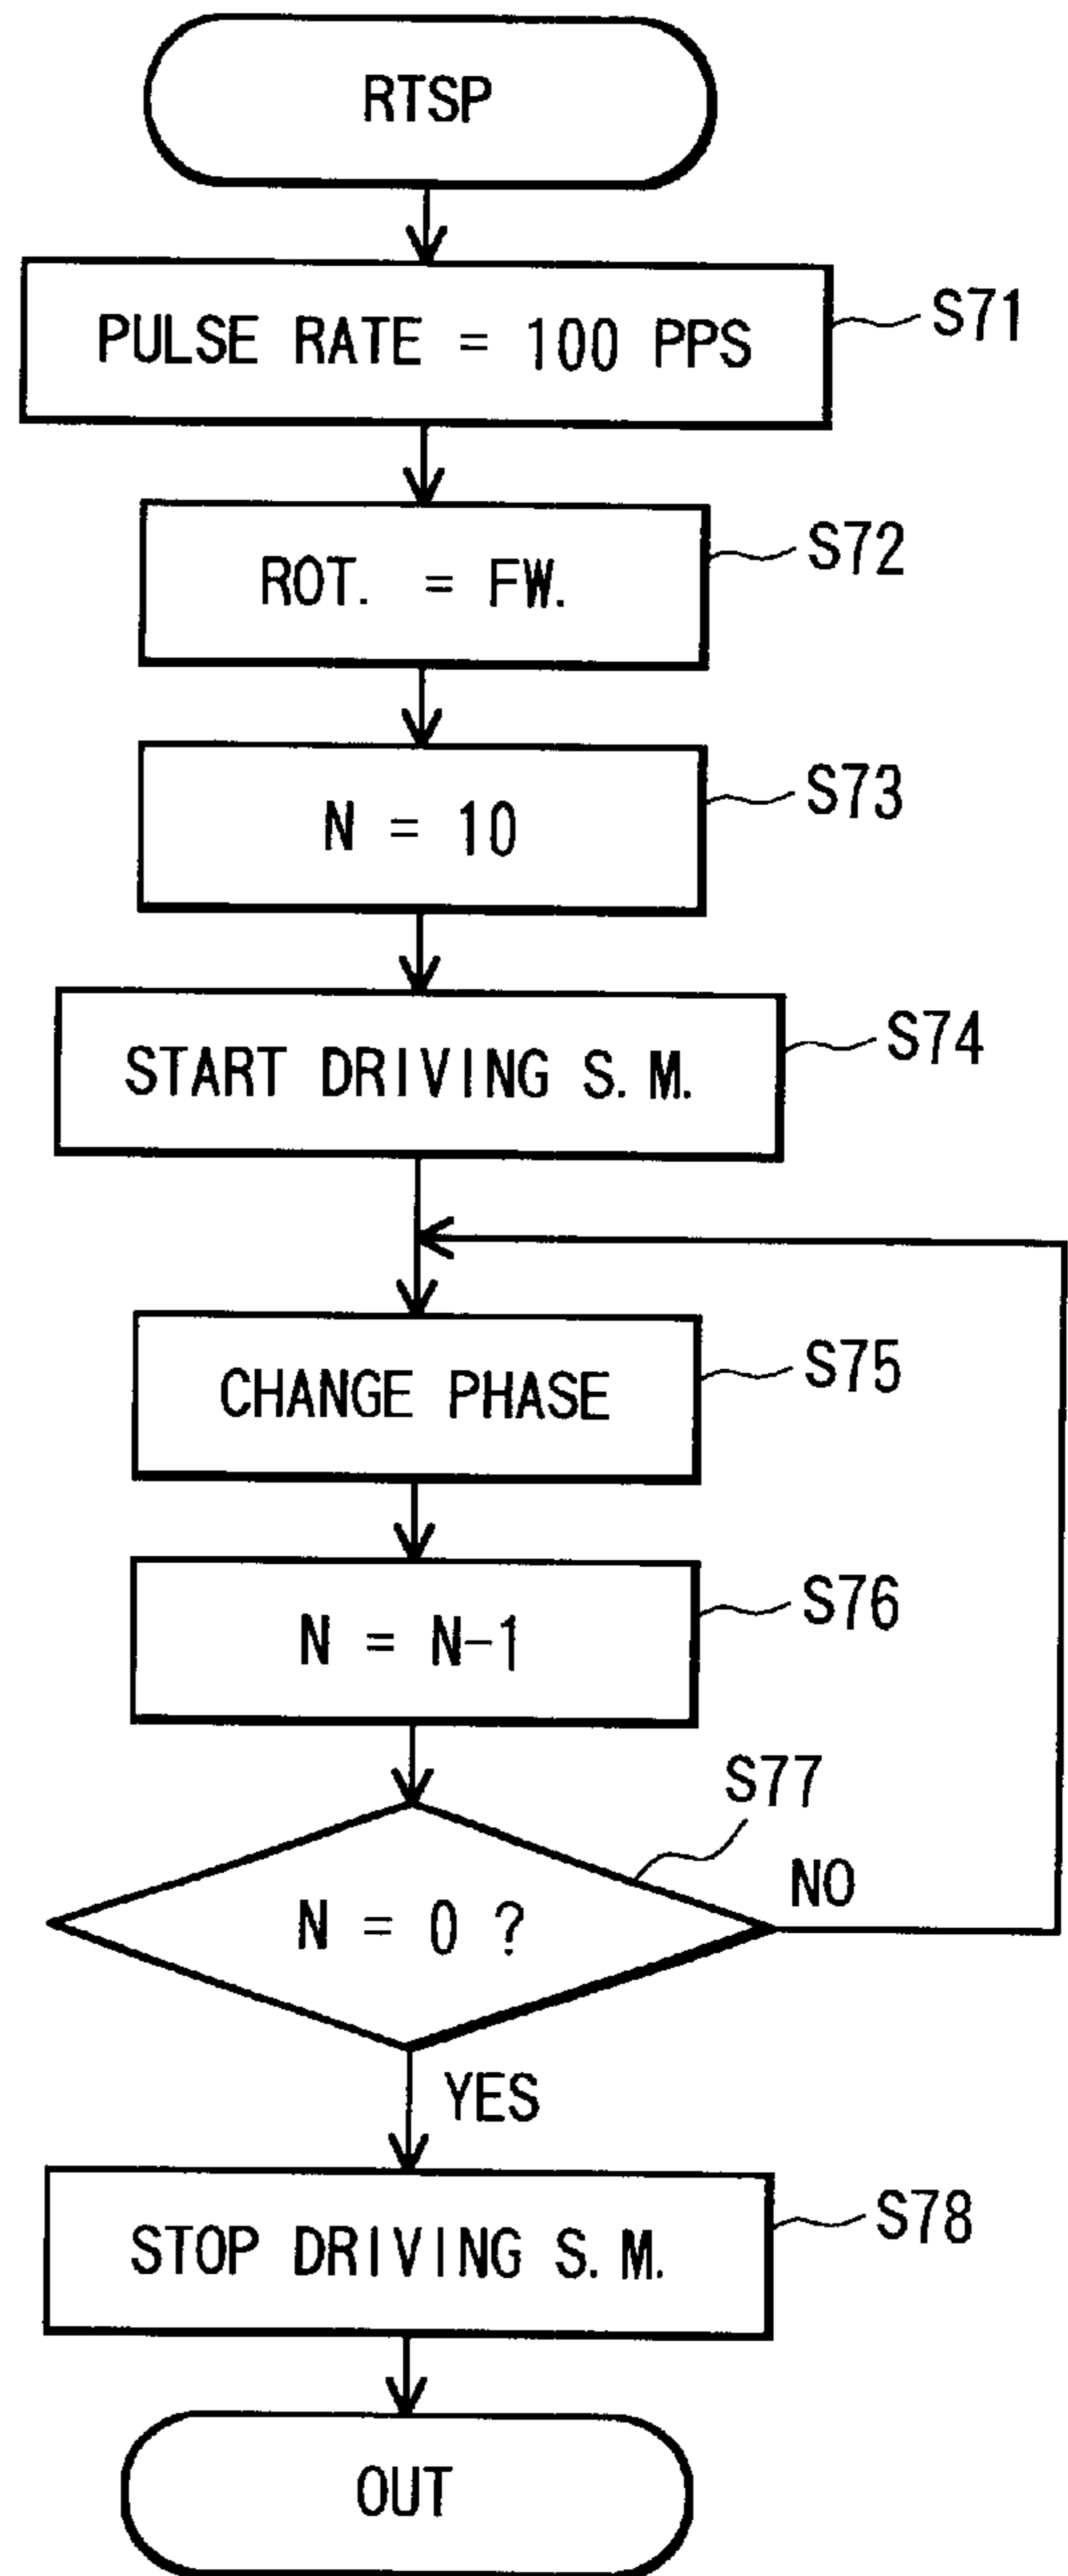 RTSP
PULSE RATE = 100 PPS
S71
ROT. = FW.
S72
N = 10
S73
START DRIVING S. M.
S74
CHANGE PHASE
S75
N = N-1
S76
S77
N = 0 ?
NO
YES
STOP DRIVING S. M.
S78
OUT